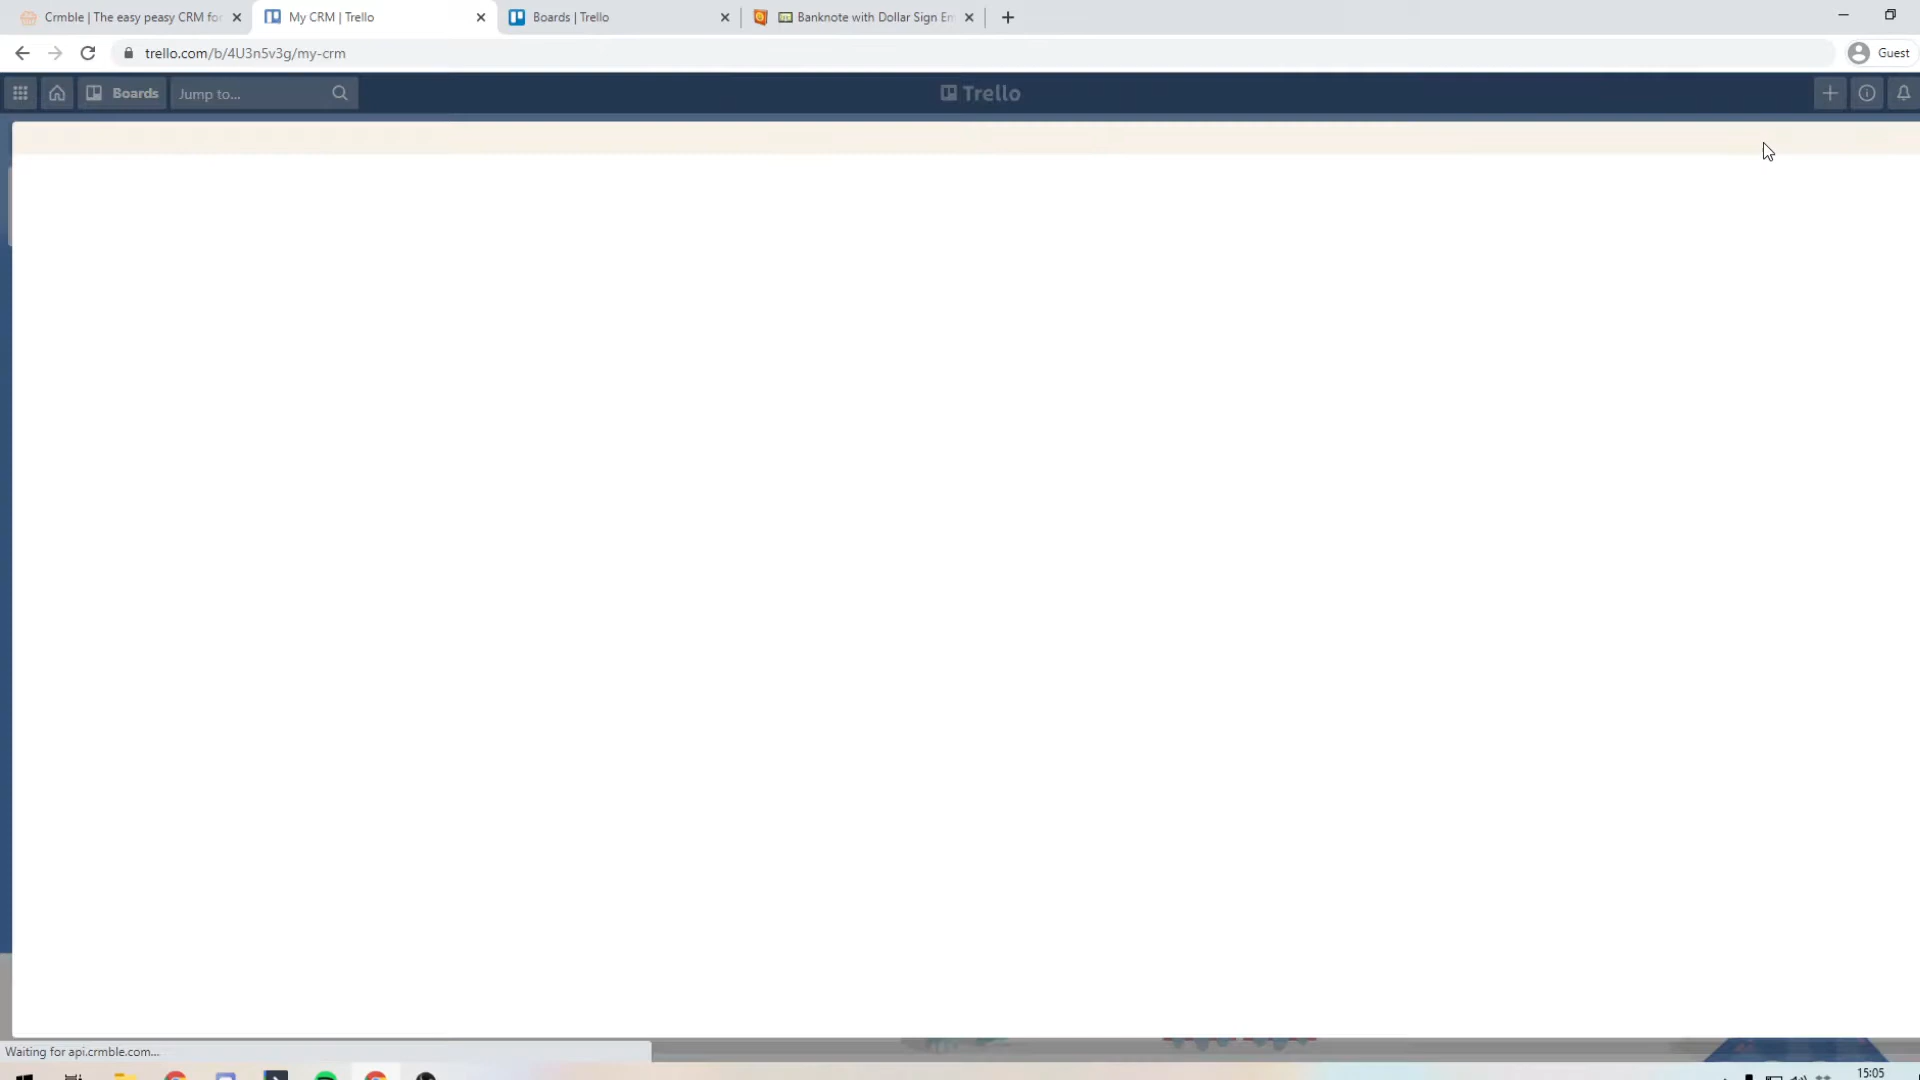 Crmble | The easy peasy CRM for
My CRM | Trello
Boards | Trello
Banknote with Dollar Sign Em
trello.com/b/4U3n5v3g/my-crm
Guest
Boards
Jump to...
Trello
Waiting for api.crmble.com...
15:05